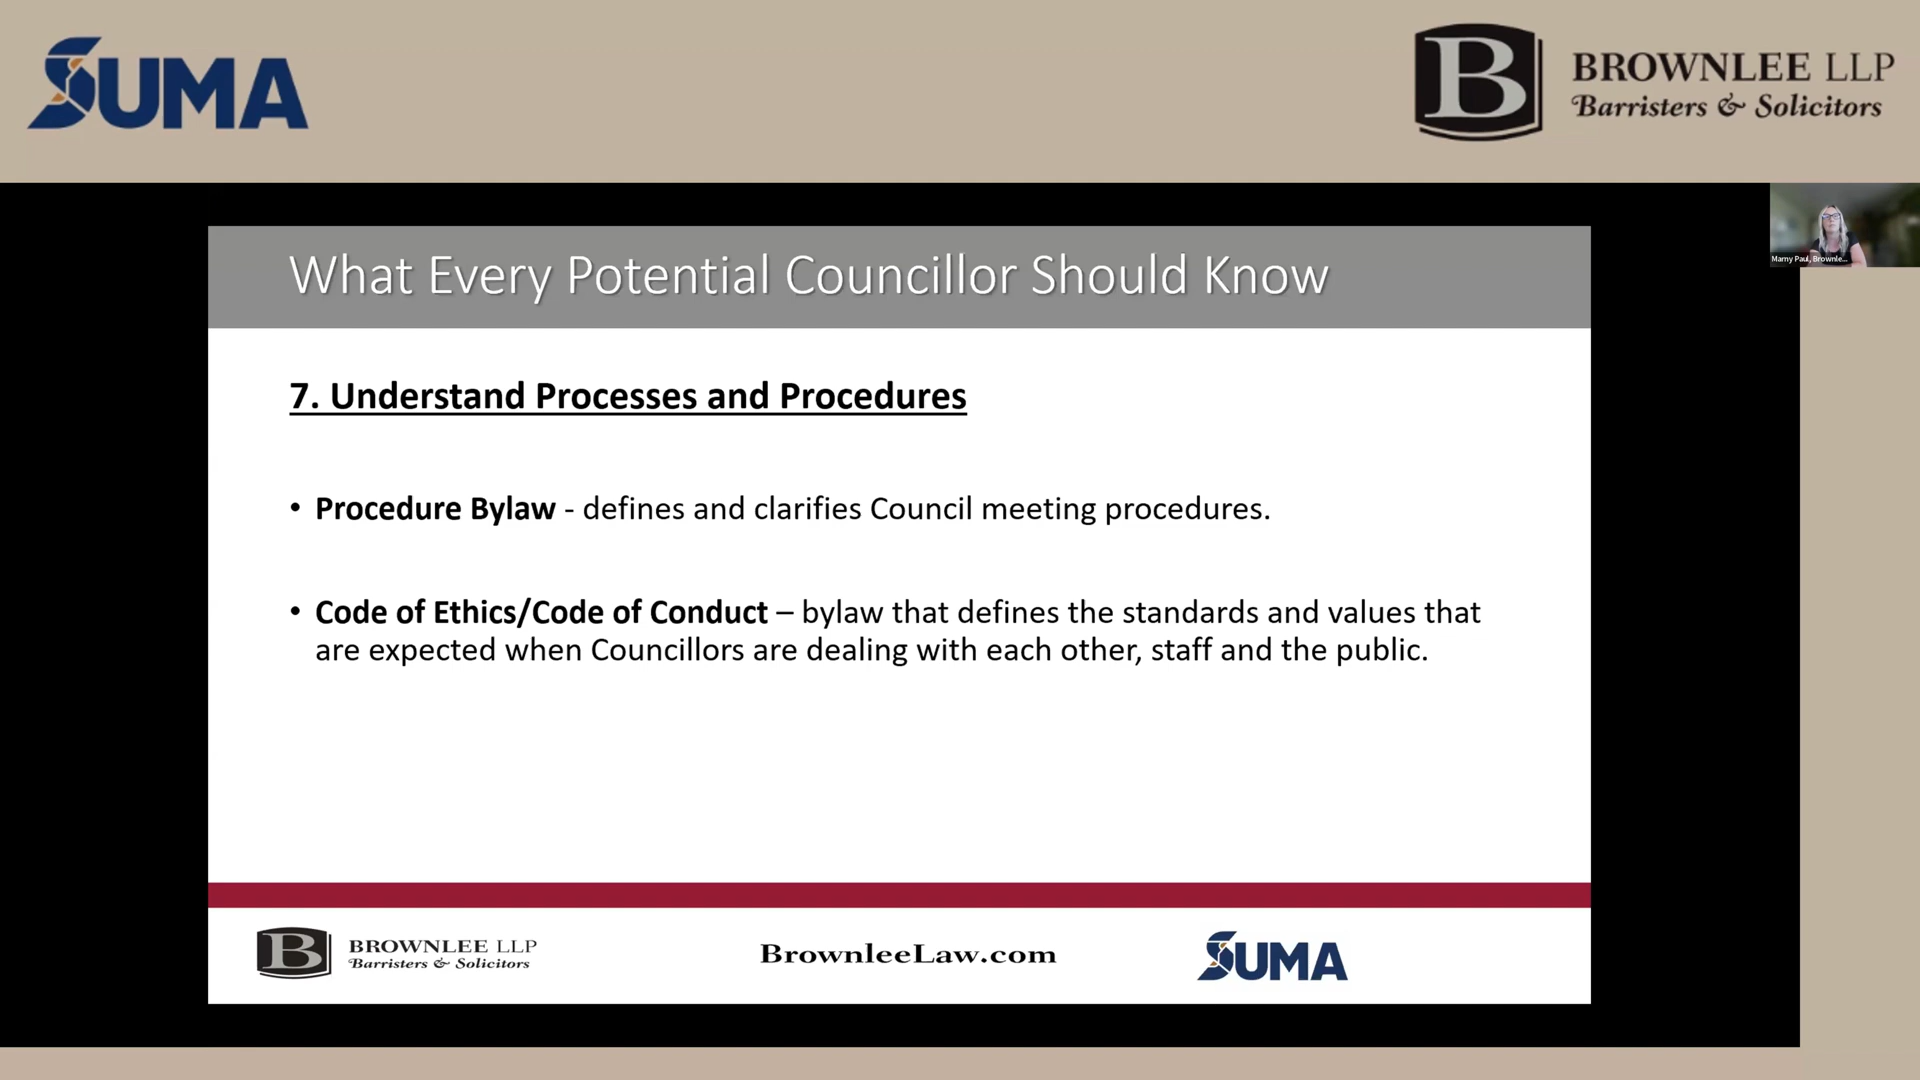 SUMA
B
BROWNLEE LLP
Barristers & Solicitors
Marny Paul, Brownle...
What Every Potential Councillor Should Know
7. Understand Processes and Procedures
• Procedure Bylaw - defines and clarifies Council meeting procedures.
• Code of Ethics/Code of Conduct – bylaw that defines the standards and values that
are expected when Councillors are dealing with each other, staff and the public.
B
BROWNLEE LLP
Barristers & Solicitors
BrownleeLaw.com
SUMA